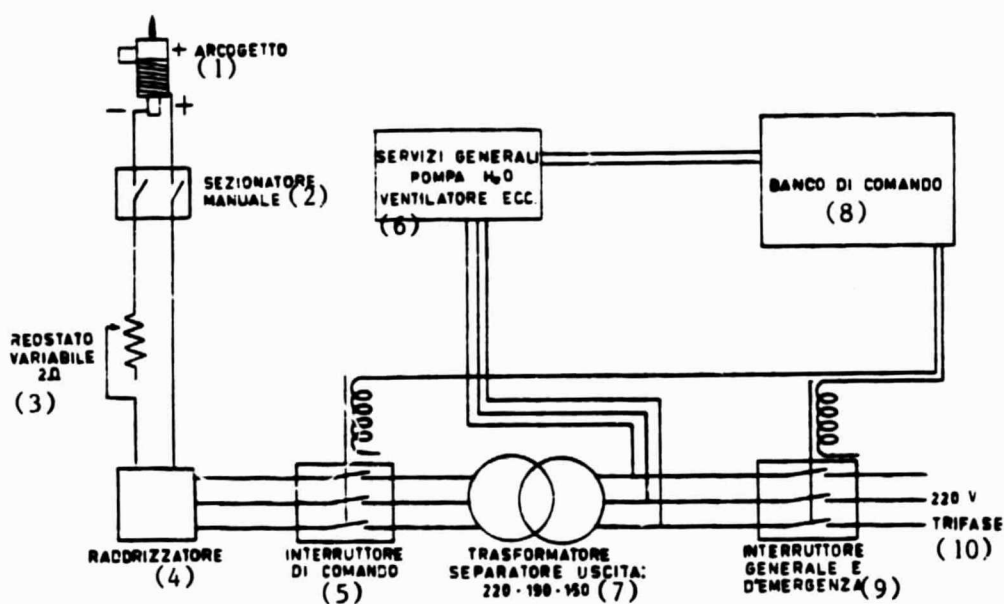 + ARCOGETTO
(1)
− +
SEZIONATORE
MANUALE (2)
SERVIZI GENERALI
POMPA H₂O
VENTILATORE ECC.
(6)
BANCO DI COMANDO
(8)
REOSTATO
VARIABILE
2Ω
(3)
220 V
TRIFASE
(10)
RADDRIZZATORE
(4)
INTERRUTTORE
DI COMANDO
(5)
TRASFORMATORE
SEPARATORE USCITA:
220-190-150 (7)
INTERRUTTORE
GENERALE E
D'EMERGENZA (9)